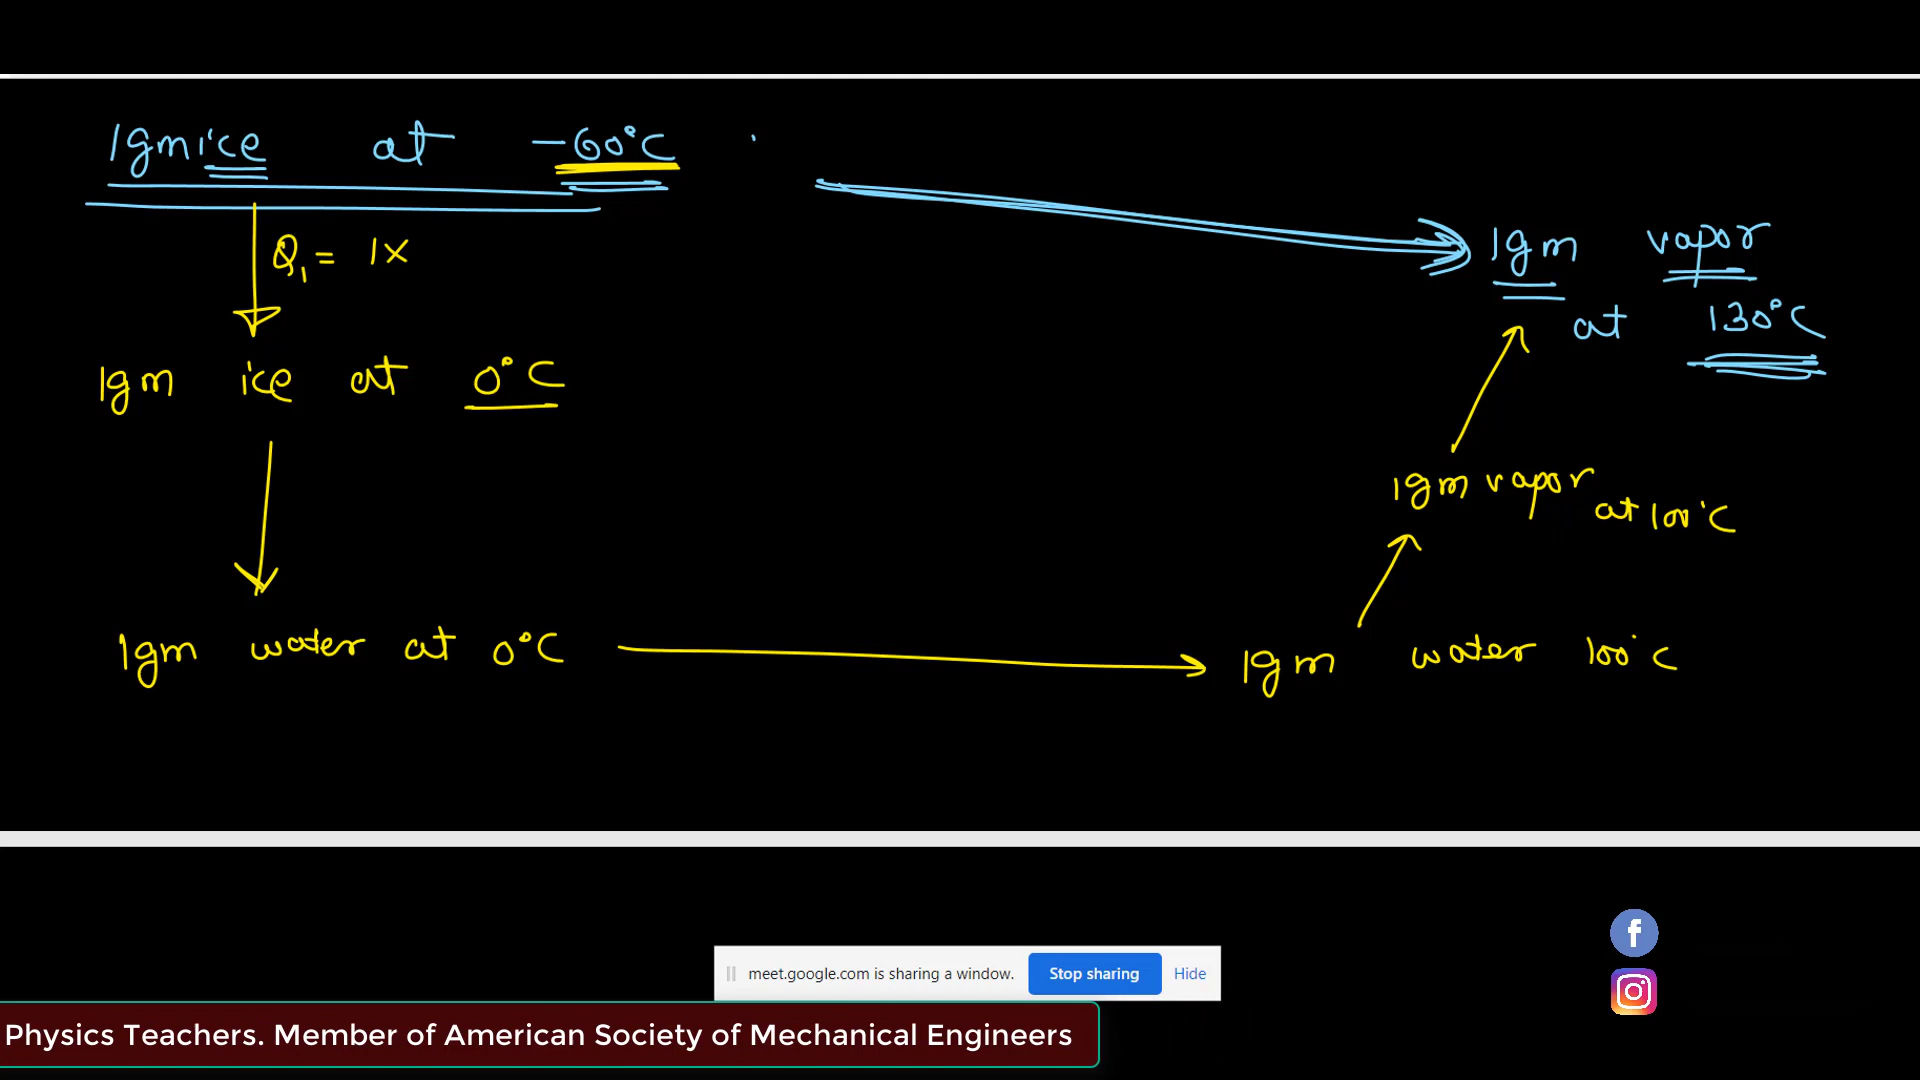 1gm ice at -60°C
1gm vapor
at 130°C
Q₁ = 1×
1gm ice at 0°C
1gm vapor at 100°C
1gm water at 0°C
1gm water 100°C
meet.google.com is sharing a window. Stop sharing Hide
Physics Teachers. Member of American Society of Mechanical Engineers